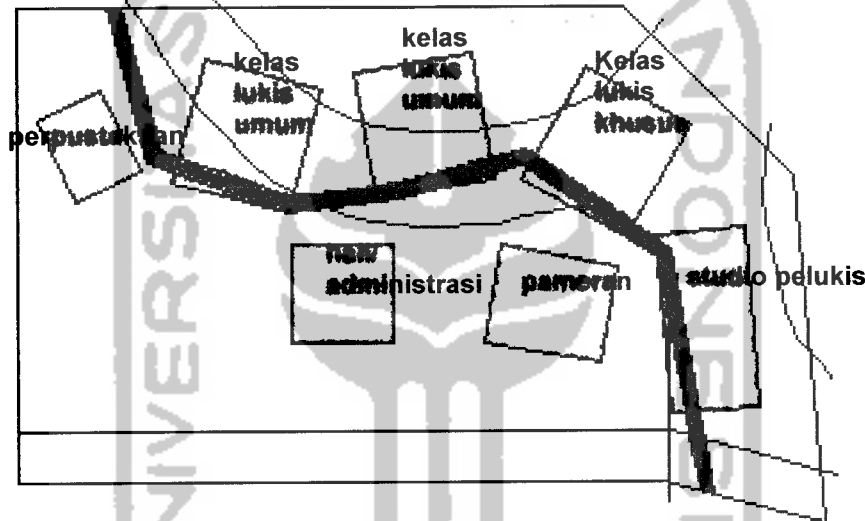 kelas
lukis
umum
kelas
lukis
umum
Kelas
lukis
khusus
perpustakaan
hall/
administrasi
pameran
studio pelukis